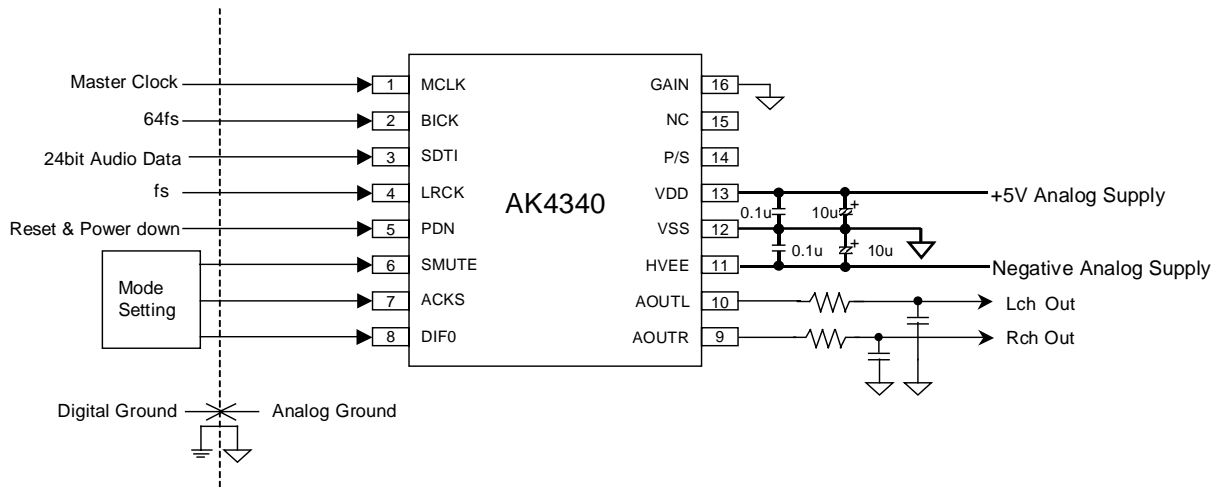 Master Clock
1
MCLK
GAIN
16
64fs
2
BICK
NC
15
24bit Audio Data
3
SDTI
P/S
14
fs
4
LRCK
AK4340
VDD
13
+5V Analog Supply
0.1u
10u
+
Reset & Power down
5
PDN
VSS
12
6
SMUTE
0.1u
10u
+
HVEE
11
Negative Analog Supply
Mode
Setting
7
ACKS
AOUTL
10
Lch Out
8
DIF0
AOUTR
9
Rch Out
Digital Ground
Analog Ground